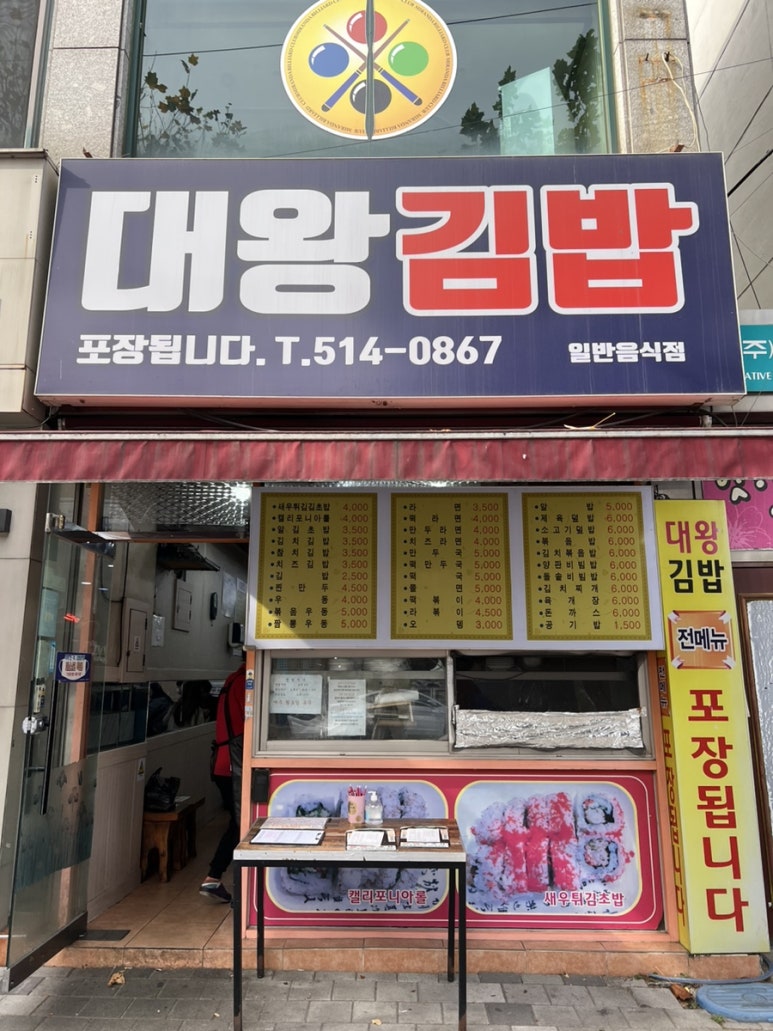 대왕김밥
포장됩니다. T.514-0867
일반음식점
주)
ATIVE
새우튀김초밥 4,000
캘리포니아롤 4,000
알김초밥 3,500
김치김밥 3,500
참치김밥 3,500
치즈김밥 3,500
김밥 2,500
찐만두 4,500
우동 4,000
볶음우동 5,000
짬뽕우동 5,000
라면 3,500
떡라면 4,000
만두라면 4,000
치즈라면 4,000
만두국 5,000
떡만두국 5,000
떡국 5,000
쫄면 5,000
떡볶이 4,000
라볶이 4,500
오뎅 3,000
알밥 5,000
제육덮밥 6,000
소고기덮밥 6,000
볶음밥 6,000
김치볶음밥 6,000
양푼비빔밥 6,000
돌솥비빔밥 6,000
김치찌개 6,000
육개장 6,000
돈까스 6,000
공기밥 1,500
대왕
김밥
전메뉴
포장됩니다
캘리포니아롤
새우튀김초밥